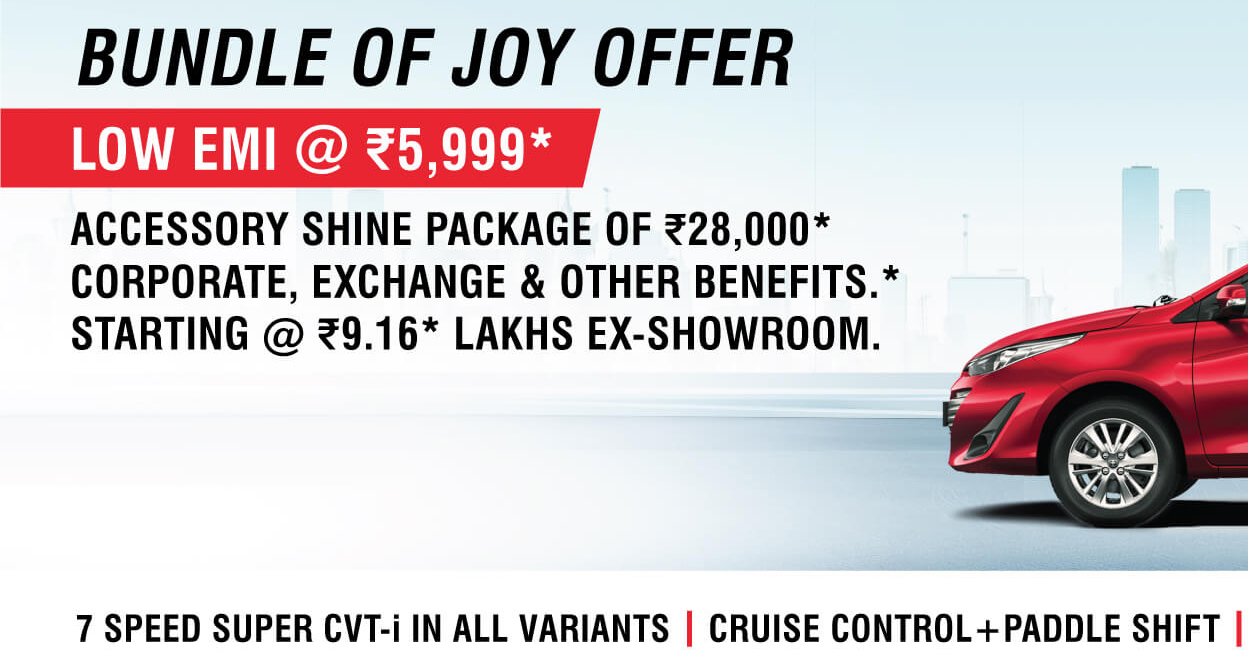 BUNDLE OF JOY OFFER
LOW EMI @ ₹5,999*
ACCESSORY SHINE PACKAGE OF ₹28,000*
CORPORATE, EXCHANGE & OTHER BENEFITS.*
STARTING @ ₹9.16* LAKHS EX-SHOWROOM.
7 SPEED SUPER CVT-i IN ALL VARIANTS | CRUISE CONTROL+PADDLE SHIFT |